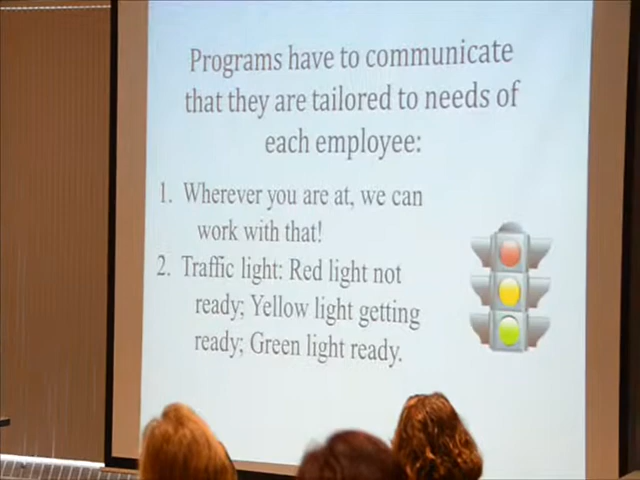 Programs have to communicate
that they are tailored to needs of
each employee:
1. Wherever you are at, we can
work with that!
2. Traffic light: Red light not
ready; Yellow light getting
ready; Green light ready.